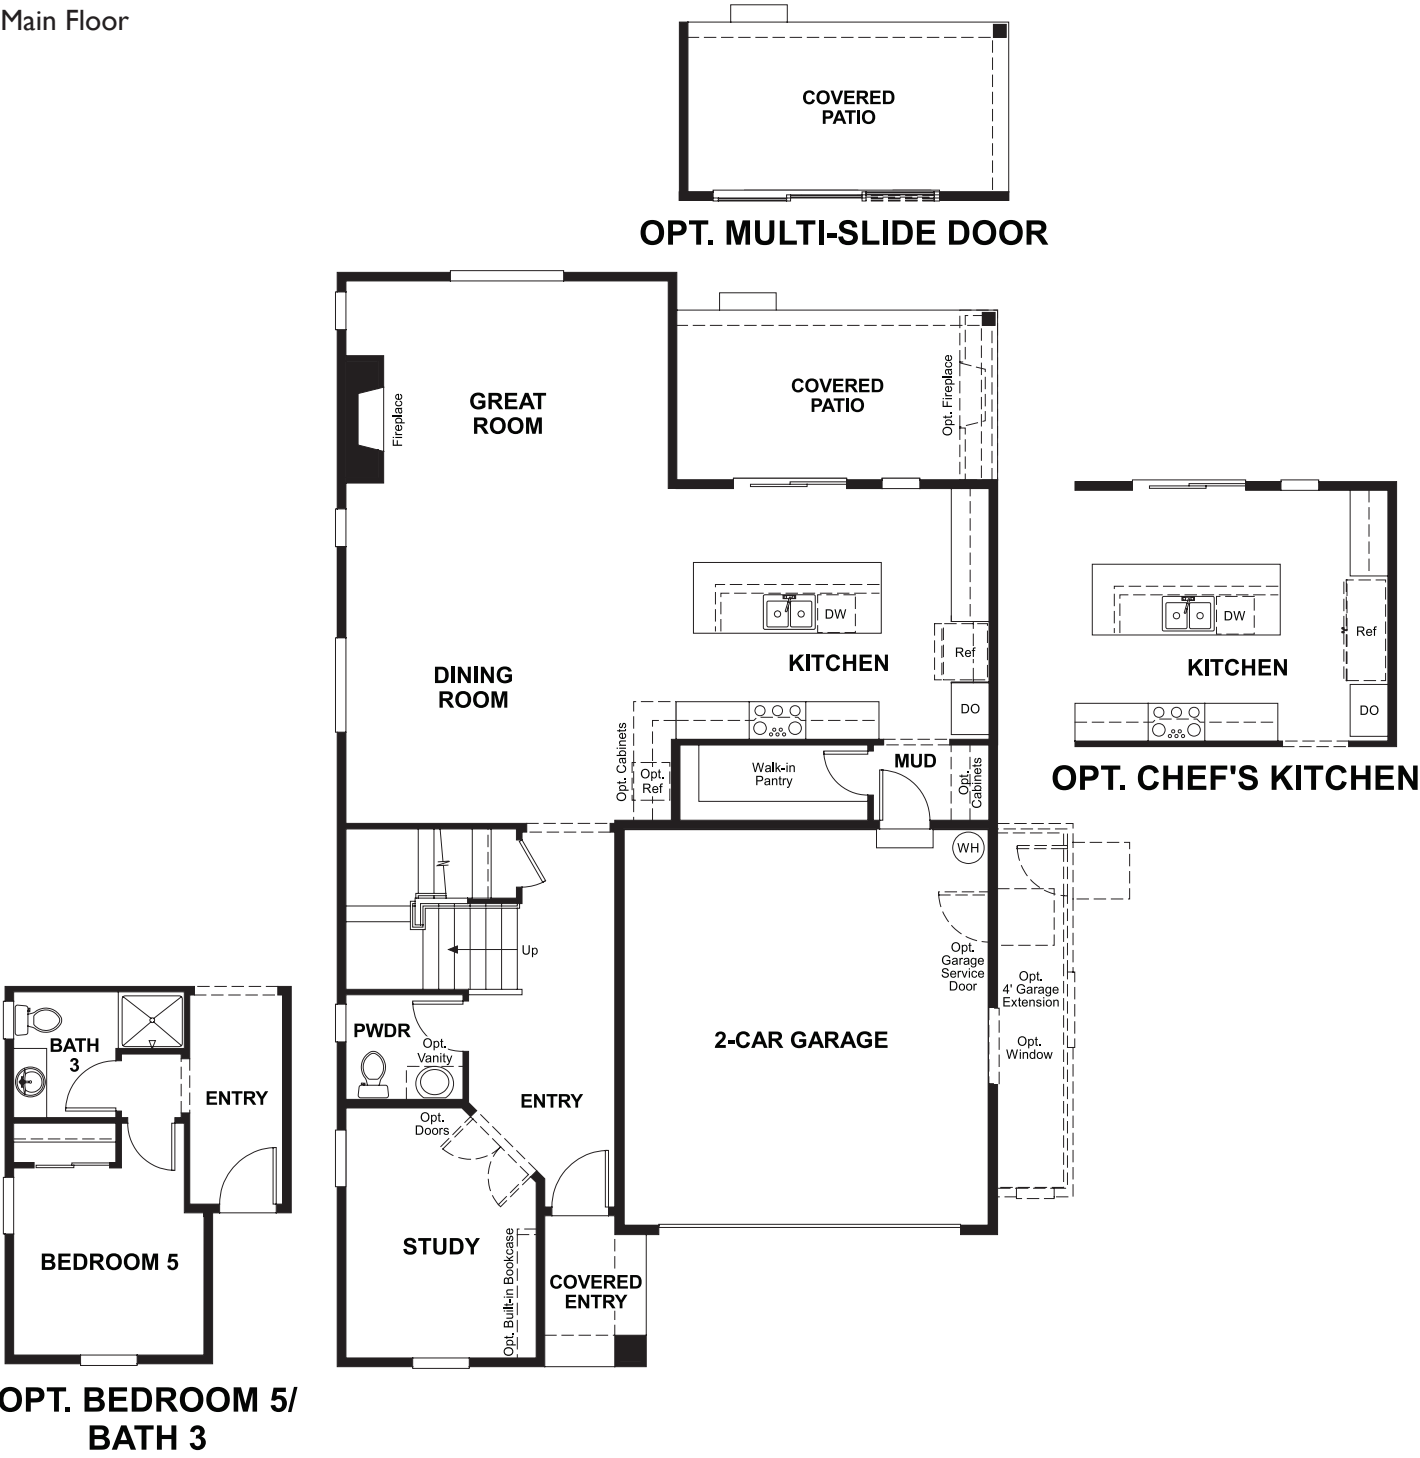 Main Floor
COVERED
PATIO
OPT. MULTI-SLIDE DOOR
GREAT
ROOM
Fireplace
COVERED
PATIO
Opt. Fireplace
DW
KITCHEN
Ref
DO
DINING
ROOM
Opt. Cabinets
Opt.
Ref
Walk-in
Pantry
MUD
Opt.
Cabinets
DW
Ref
KITCHEN
DO
OPT. CHEF'S KITCHEN
WH
Up
Opt.
Garage
Service
Door
Opt.
4' Garage
Extension
Opt.
Window
2-CAR GARAGE
PWDR
Opt.
Vanity
ENTRY
Opt.
Doors
STUDY
Opt. Built-in Bookcase
COVERED
ENTRY
BATH
3
ENTRY
BEDROOM 5
OPT. BEDROOM 5/
BATH 3